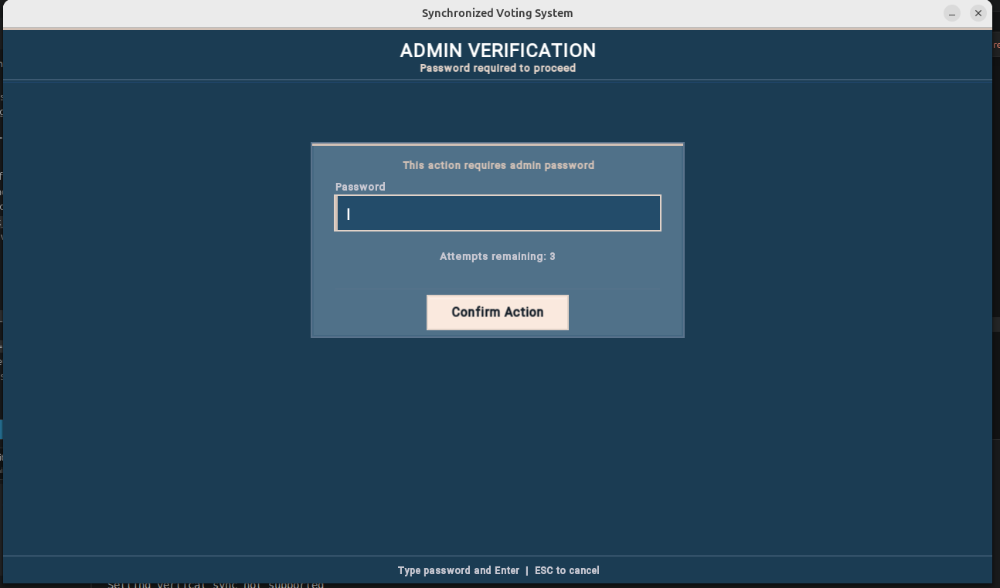 Synchronized Voting System
ADMIN VERIFICATION
Password required to proceed
This action requires admin password
Password
Attempts remaining: 3
Confirm Action
Type password and Enter | ESC to cancel
Setting vertical sync not supported